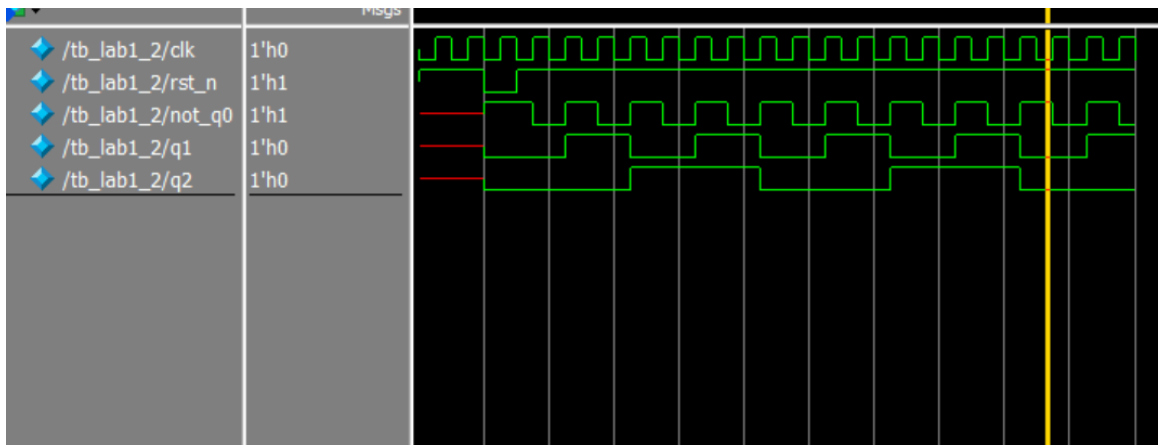 Msgs
/tb_lab1_2/clk 1'h0
/tb_lab1_2/rst_n 1'h1
/tb_lab1_2/not_q0 1'h1
/tb_lab1_2/q1 1'h0
/tb_lab1_2/q2 1'h0